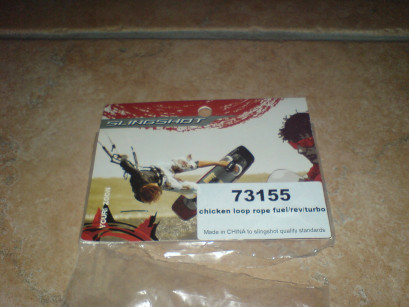 SLINGSHOT
73155
chicken loop rope fuel/rev/turbo
Made in CHINA to slingshot quality standards